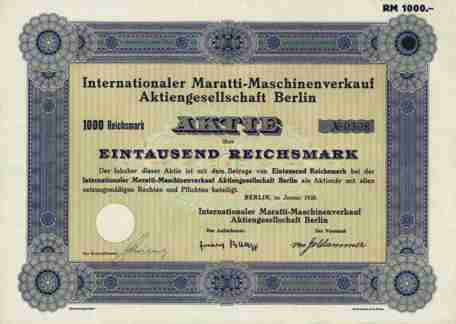 RM 1000.-
Internationaler Maratti-Maschinenverkauf
Aktiengesellschaft Berlin
1000 Reichsmark AKTIE
über
EINTAUSEND REICHSMARK
Der Inhaber dieser Aktie ist mit dem Betrage von Eintausend Reichsmark bei der
Internationaler Maratti-Maschinenverkauf Aktiengesellschaft Berlin als Aktionär mit allen
satzungsmäßigen Rechten und Pflichten beteiligt.
BERLIN, im Januar
Internationaler Maratti-Maschinenverkauf
Aktiengesellschaft Berlin
Der Aufsichtsrat: Der Vorstand